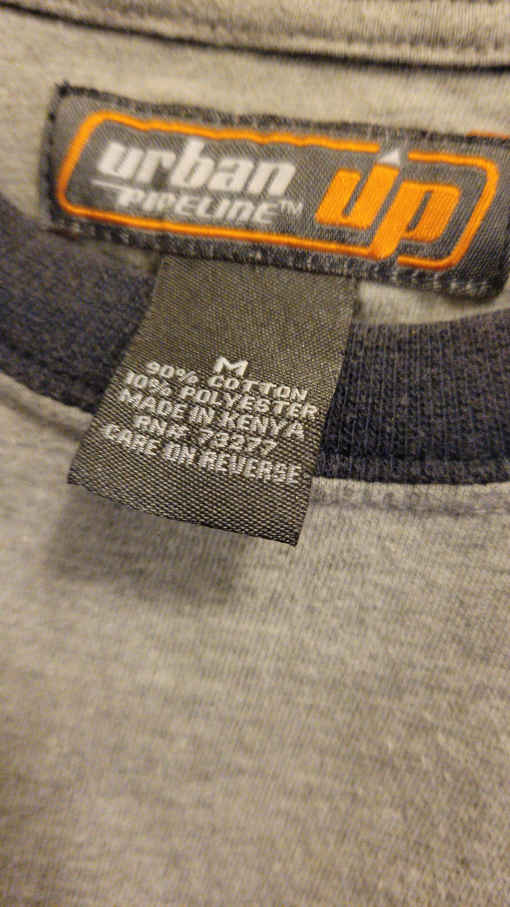 urban
PIPELINE™
up
M
90% COTTON
10% POLYESTER
MADE IN KENYA
RN#: 73277
CARE ON REVERSE